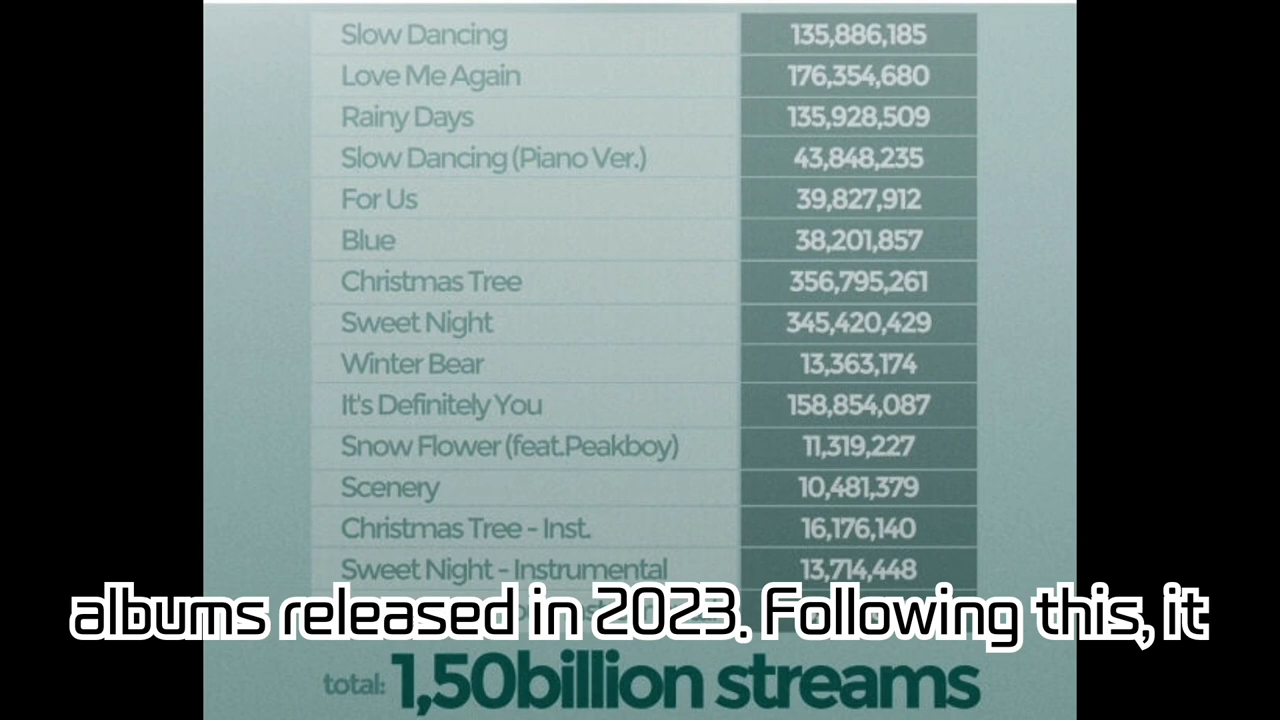 Slow Dancing 135,886,185
Love Me Again 176,354,680
Rainy Days 135,928,509
Slow Dancing (Piano Ver.) 43,848,235
For Us 39,827,912
Blue 38,201,857
Christmas Tree 356,795,261
Sweet Night 345,420,429
Winter Bear 13,363,174
It's Definitely You 158,854,087
Snow Flower (feat.Peakboy) 11,319,227
Scenery 10,481,379
Christmas Tree - Inst. 16,176,140
Sweet Night - Instrumental 13,714,448
albums released in 2023. Following this, it
total: 1,50billion streams